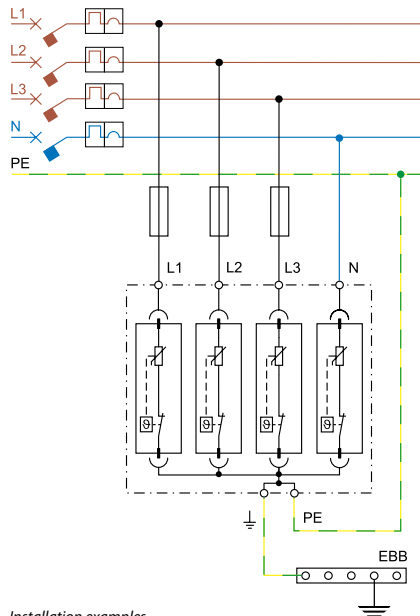 L1
L2
L3
N
PE
L1 L2 L3 N
ϑ ϑ ϑ ϑ
PE
EBB
Installation examples